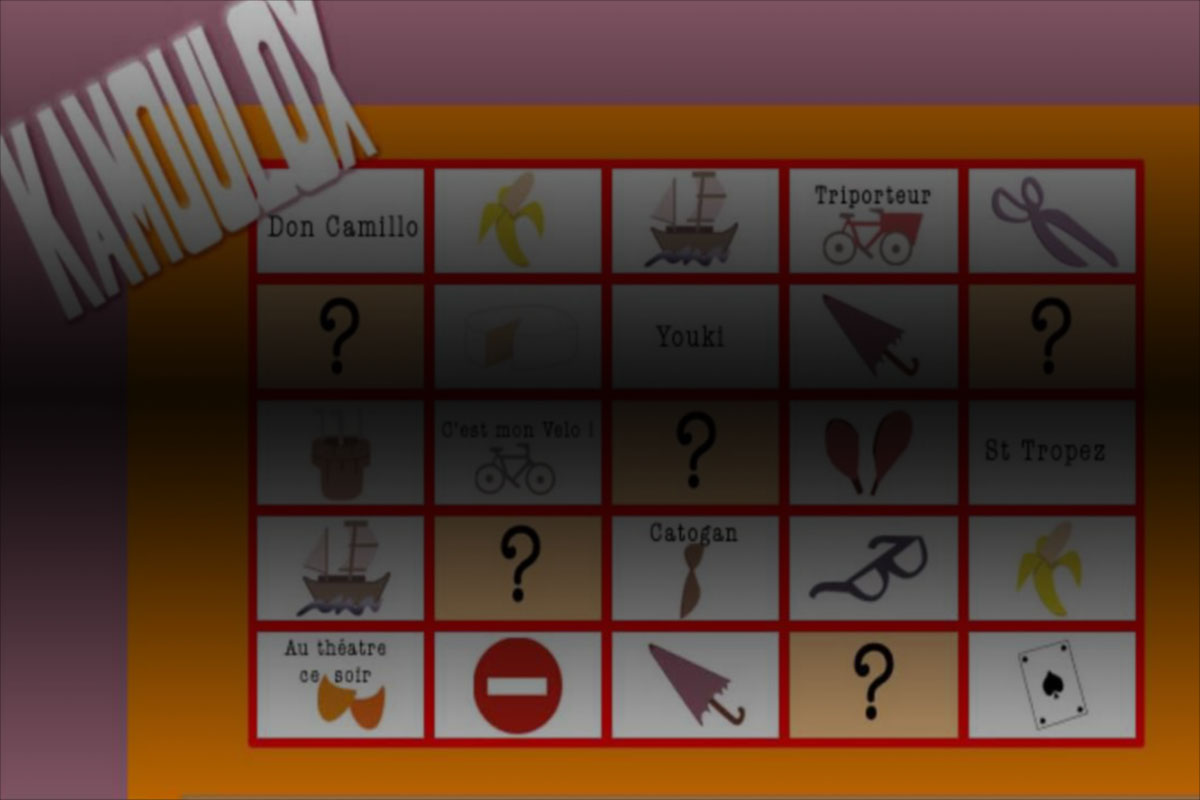 KAMOULOX
Don Camillo
Triporteur
?
Youki
?
C'est mon Velo !
?
St Tropez
?
Catogan
Au théatre
ce soir
?